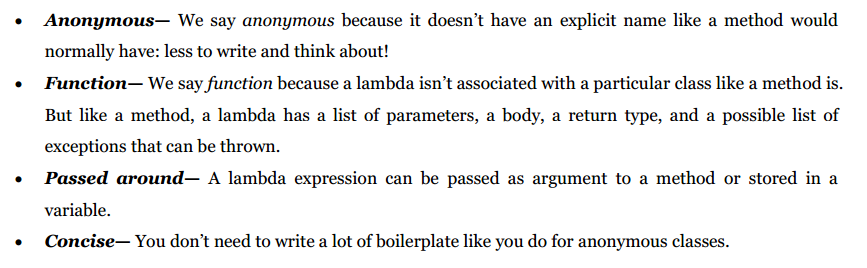 • Anonymous— We say anonymous because it doesn’t have an explicit name like a method would
normally have: less to write and think about!
• Function— We say function because a lambda isn’t associated with a particular class like a method is.
But like a method, a lambda has a list of parameters, a body, a return type, and a possible list of
exceptions that can be thrown.
• Passed around— A lambda expression can be passed as argument to a method or stored in a
variable.
• Concise— You don’t need to write a lot of boilerplate like you do for anonymous classes.